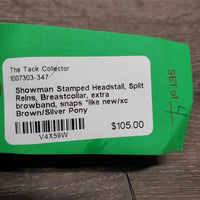 The Tack Collector
1007303-347
Showman Stamped Headstall, Split
Reins, Breastcollar, extra
browband, snaps *like new/xc
Brown/Silver Pony
$105.00
V4X59W
SET of 4